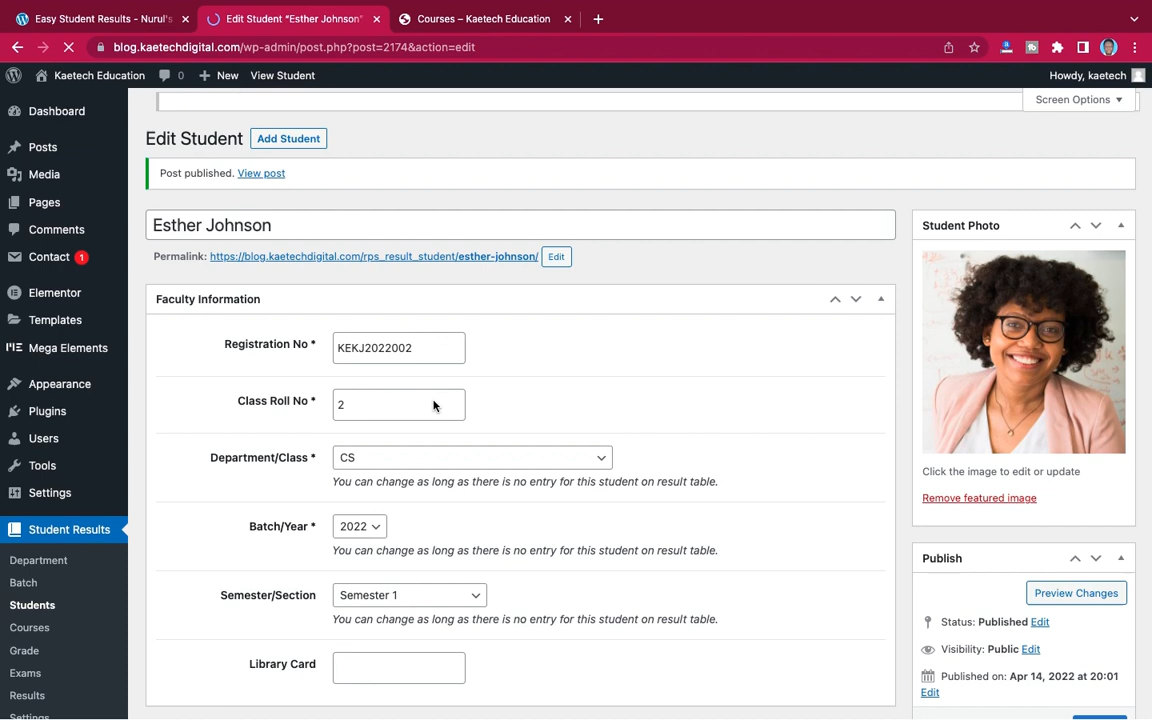 Easy Student Results - Nurul's
Edit Student "Esther Johnson"
Courses – Kaetech Education
blog.kaetechdigital.com/wp-admin/post.php?post=2174&action=edit
Kaetech Education 0 New View Student
Howdy, kaetech
Screen Options
Dashboard
Posts
Media
Pages
Comments
Contact 1
Elementor
Templates
Mega Elements
Appearance
Plugins
Users
Tools
Settings
Student Results
Department
Batch
Students
Courses
Grade
Exams
Results
Settings
Edit Student Add Student
Post published. View post
Esther Johnson
Permalink: https://blog.kaetechdigital.com/rps_result_student/esther-johnson/ Edit
Faculty Information
Registration No * KEKJ2022002
Class Roll No * 2
Department/Class * CS
You can change as long as there is no entry for this student on result table.
Batch/Year * 2022
You can change as long as there is no entry for this student on result table.
Semester/Section Semester 1
You can change as long as there is no entry for this student on result table.
Library Card
Student Photo
Click the image to edit or update
Remove featured image
Publish
Preview Changes
Status: Published Edit
Visibility: Public Edit
Published on: Apr 14, 2022 at 20:01
Edit